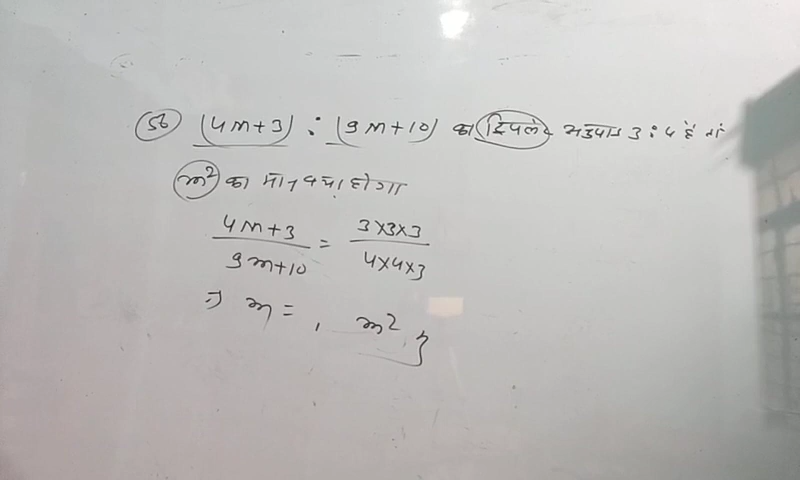 56 (4m+3) : (9m+10) का ट्रिपलेट अनुपात 3:4 है तो
m² का मान क्या होगा
4m+3 / 9m+10 = 3×3×3 / 4×4×3
⇒ m = , m² }